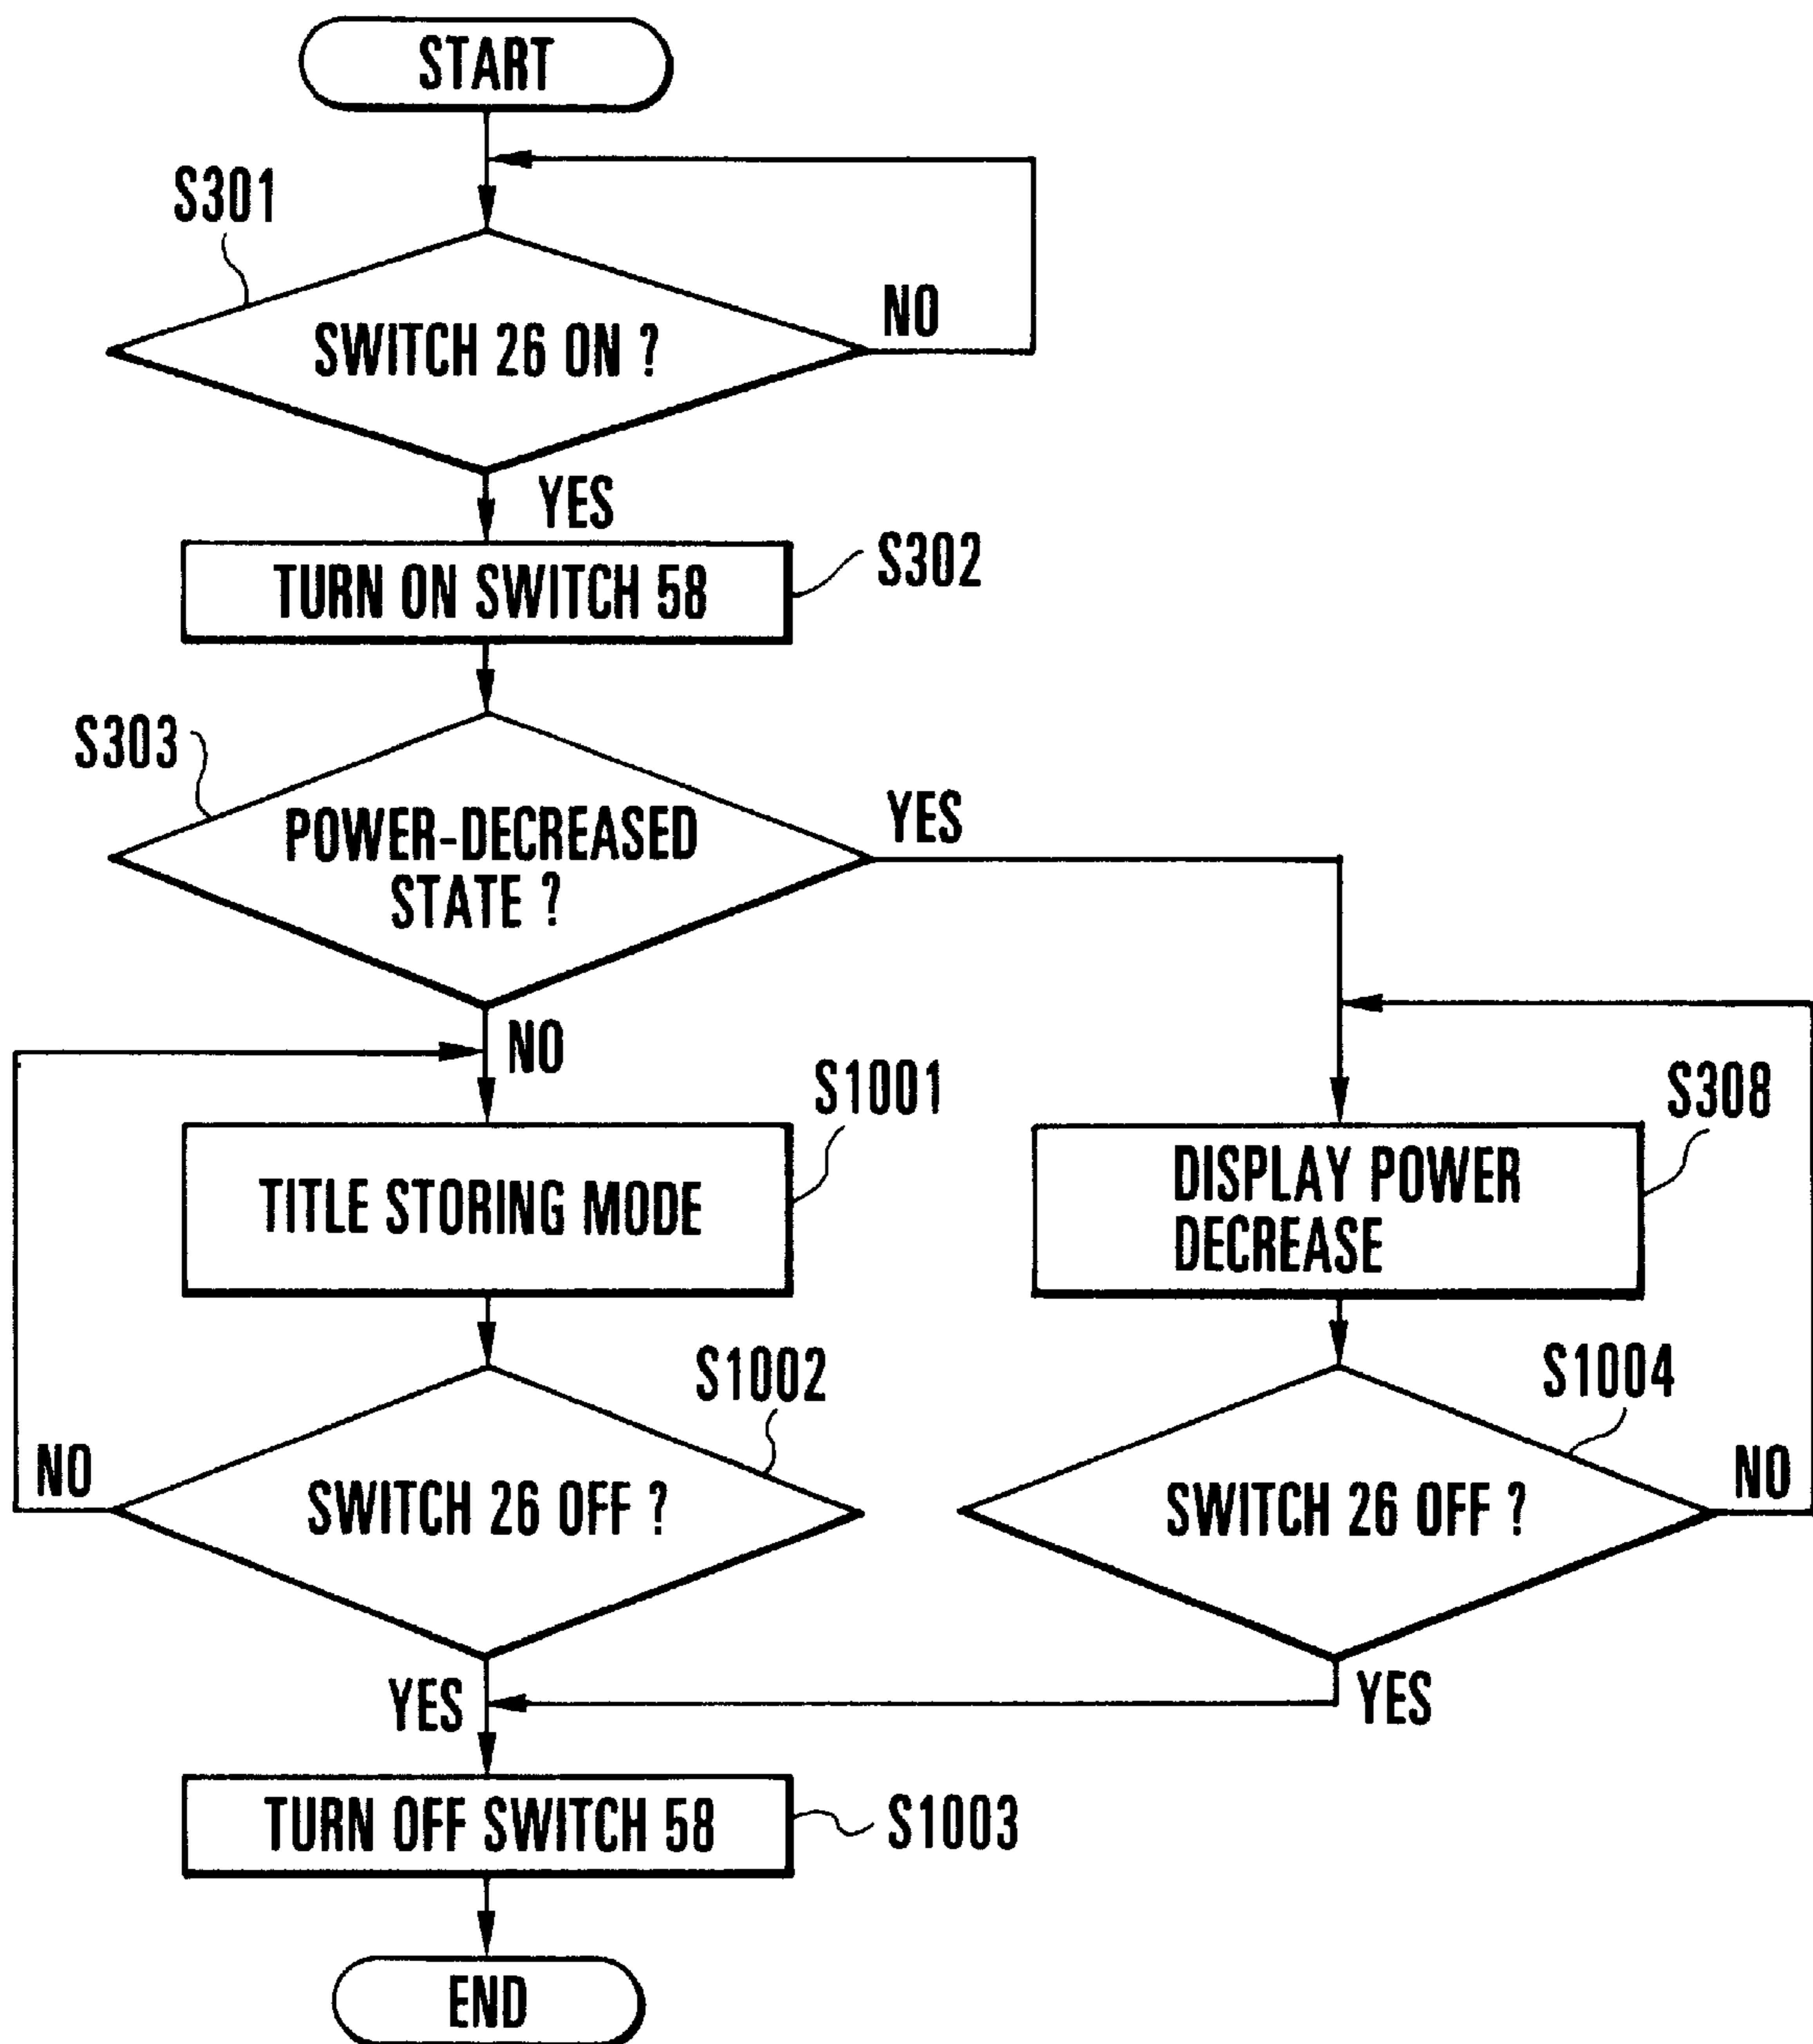 START
S301
SWITCH 26 ON ?
NO
YES
TURN ON SWITCH 58
S302
S303
POWER-DECREASED
STATE ?
YES
NO
S1001
TITLE STORING MODE
S308
DISPLAY POWER
DECREASE
S1002
SWITCH 26 OFF ?
NO
YES
S1004
SWITCH 26 OFF ?
NO
YES
TURN OFF SWITCH 58
S1003
END